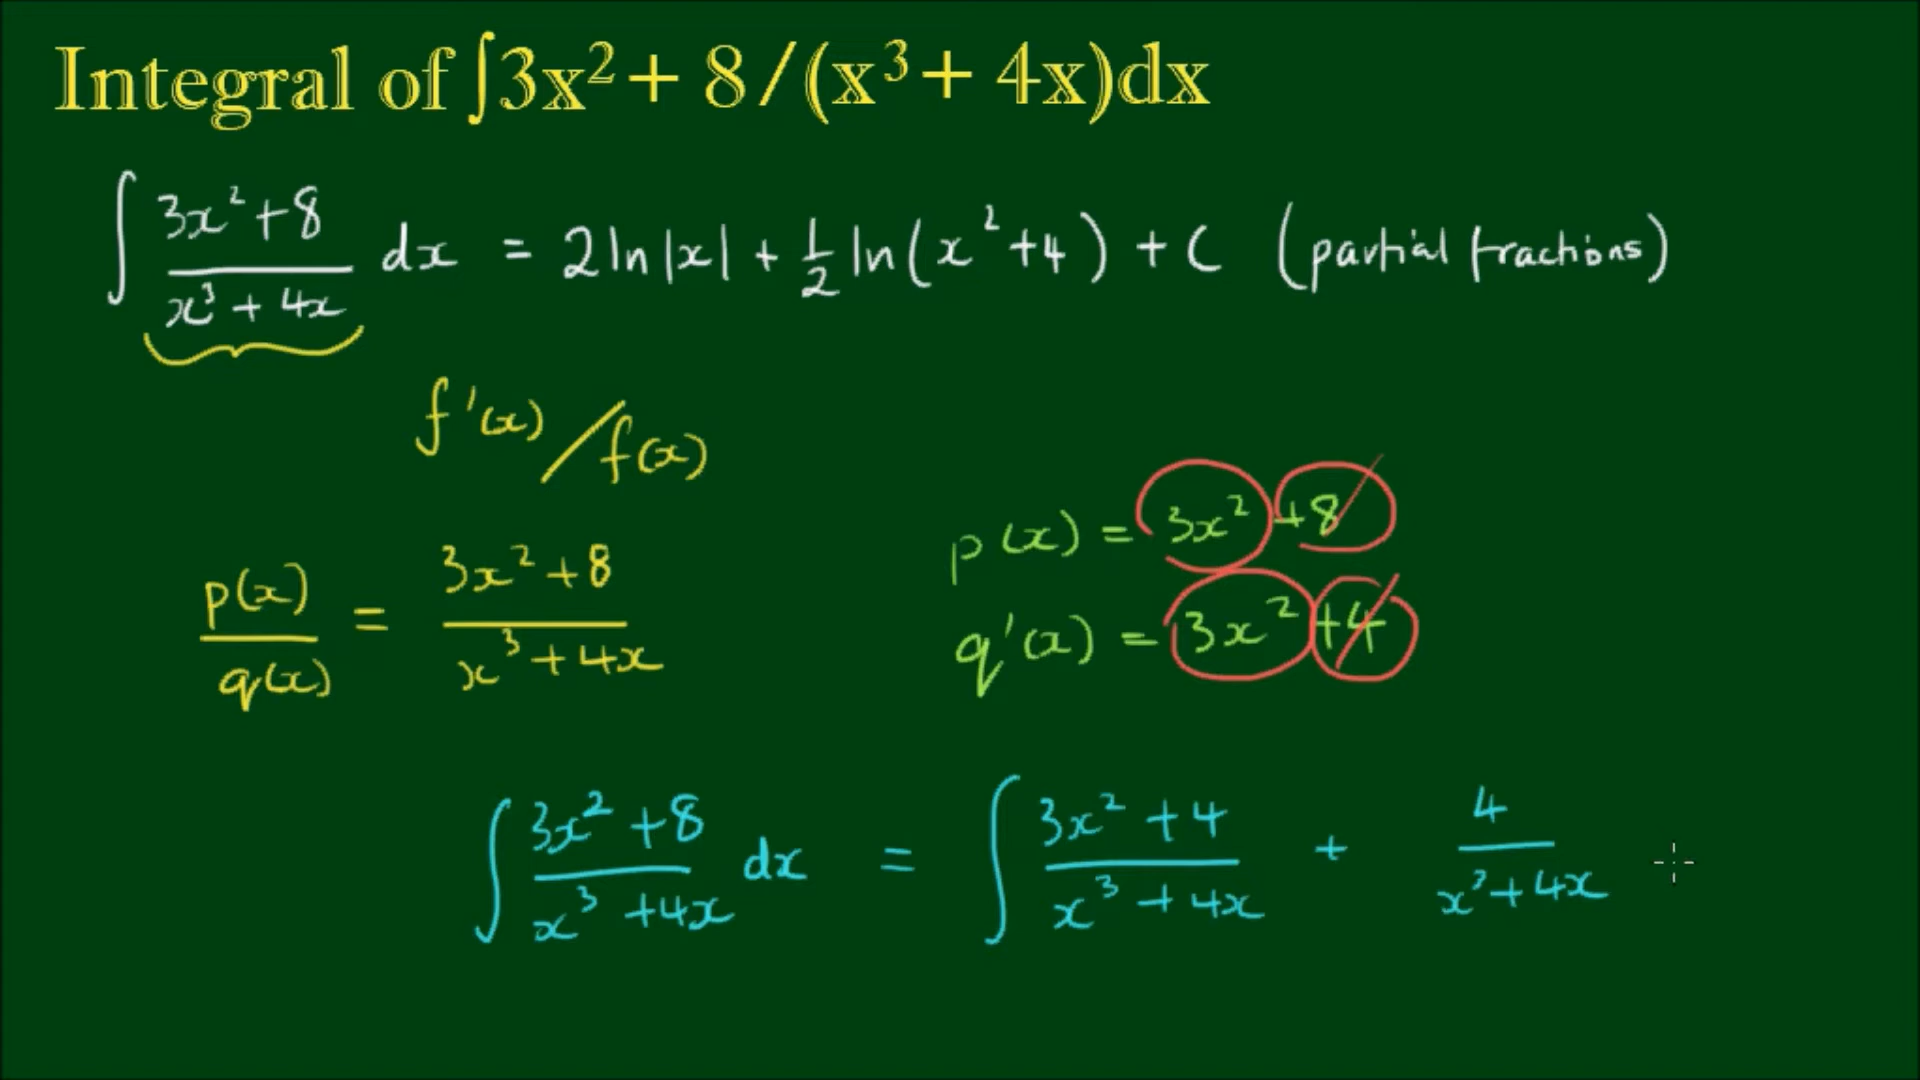 Integral of ∫3x² + 8/(x³ + 4x)dx
∫ (3x² + 8)/(x³ + 4x) dx = 2 ln|x| + 1/2 ln(x² + 4) + C (partial fractions)
f'(x)/f(x)
p(x) = 3x² + 8
p(x)/q(x) = (3x² + 8)/(x³ + 4x)
q'(x) = 3x² + 4
∫ (3x² + 8)/(x³ + 4x) dx = ∫ (3x² + 4)/(x³ + 4x) + 4/(x³ + 4x)